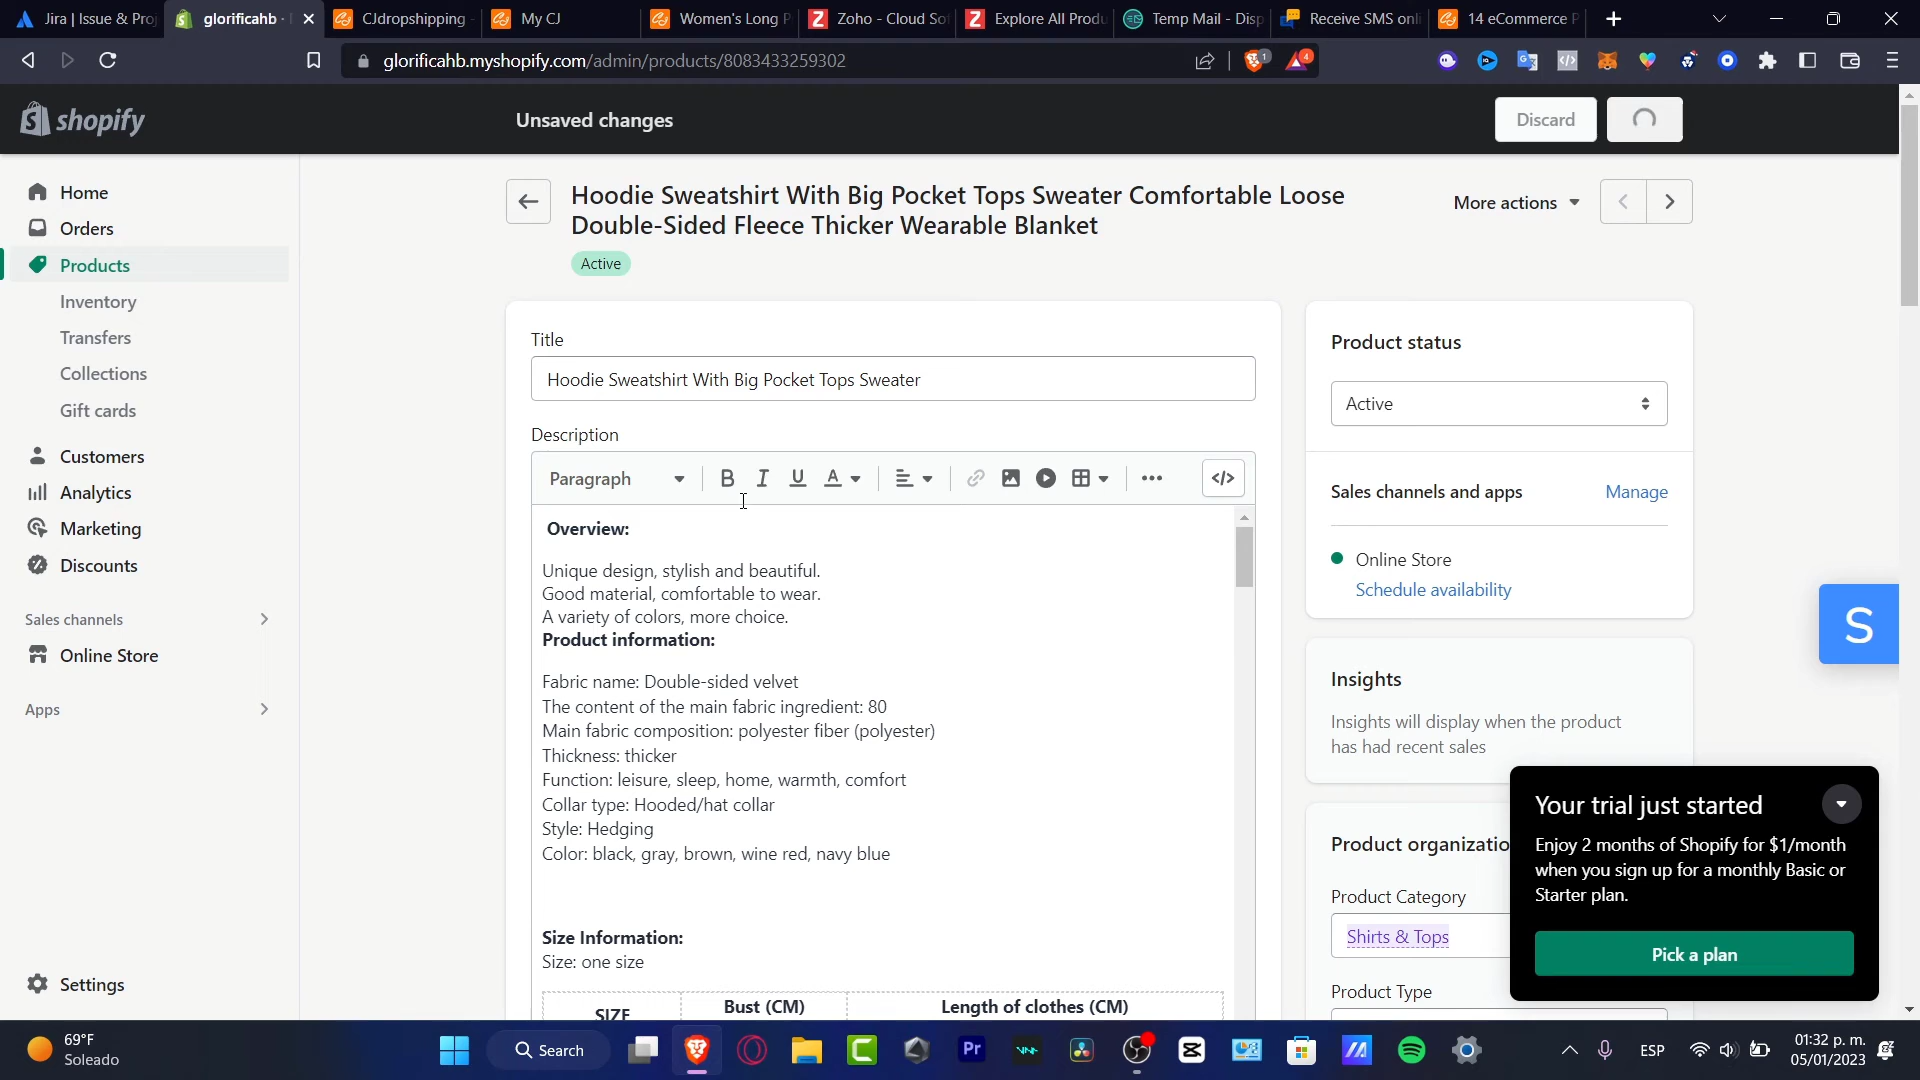 Jira | Issue & Proj
glorificahb ·
CJdropshipping -
My CJ
Women's Long P
Zoho - Cloud Sof
Explore All Produ
Temp Mail - Disp
Receive SMS onli
14 eCommerce P
glorificahb.myshopify.com/admin/products/8083433259302
1
4
shopify
Unsaved changes
Discard
Home
Orders
Products
Inventory
Transfers
Collections
Gift cards
Customers
Analytics
Marketing
Discounts
Sales channels
Online Store
Apps
Settings
Hoodie Sweatshirt With Big Pocket Tops Sweater Comfortable Loose
Double-Sided Fleece Thicker Wearable Blanket
Active
More actions
Title
Hoodie Sweatshirt With Big Pocket Tops Sweater
Description
Paragraph
B I U A
</>
Overview:
Unique design, stylish and beautiful.
Good material, comfortable to wear.
A variety of colors, more choice.
Product information:
Fabric name: Double-sided velvet
The content of the main fabric ingredient: 80
Main fabric composition: polyester fiber (polyester)
Thickness: thicker
Function: leisure, sleep, home, warmth, comfort
Collar type: Hooded/hat collar
Style: Hedging
Color: black, gray, brown, wine red, navy blue
Size Information:
Size: one size
SIZE
Bust (CM)
Length of clothes (CM)
Product status
Active
Sales channels and apps
Manage
Online Store
Schedule availability
Insights
Insights will display when the product
has had recent sales
Product organizatio
Product Category
Shirts & Tops
Product Type
S
Your trial just started
Enjoy 2 months of Shopify for $1/month
when you sign up for a monthly Basic or
Starter plan.
Pick a plan
69°F
Soleado
Search
Pr
ESP
01:32 p. m.
05/01/2023